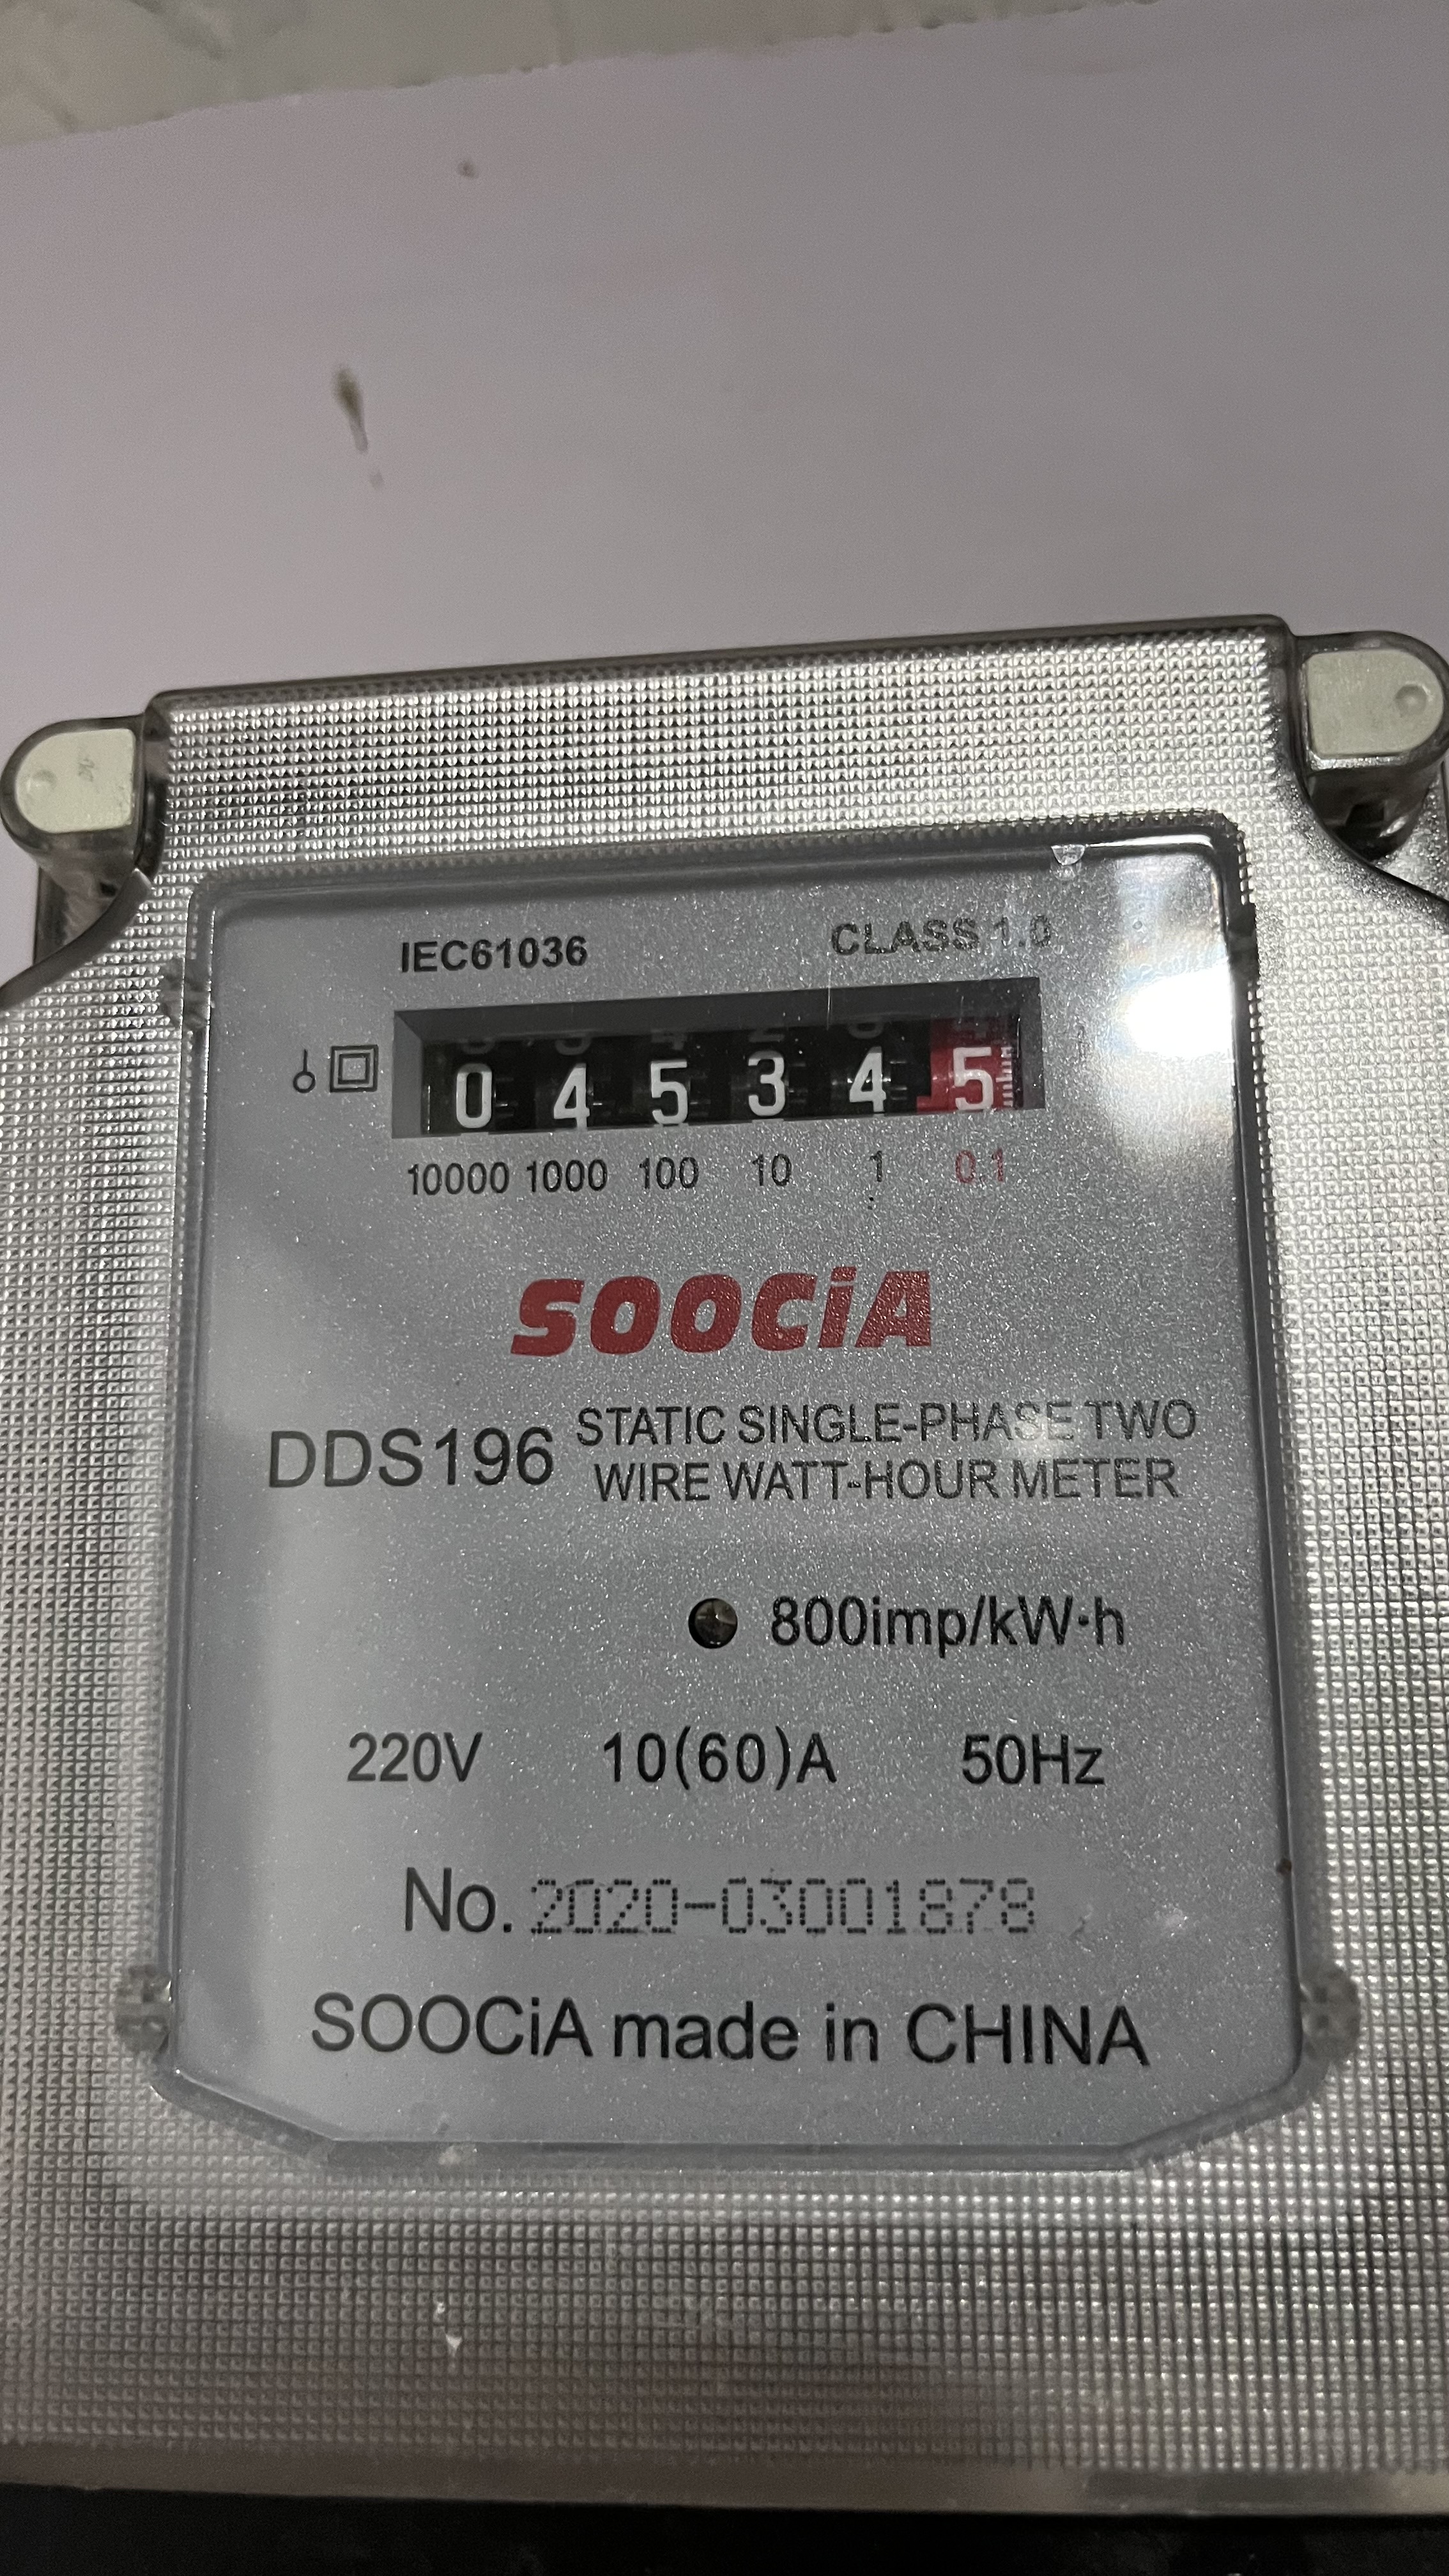 IEC61036 CLASS 1.0
0 4 5 3 4 5
10000 1000 100 10 1 0.1
SOOCiA
DDS196 STATIC SINGLE-PHASE TWO
WIRE WATT-HOUR METER
800imp/kW·h
220V 10(60)A 50Hz
No. 2020-03001878
SOOCiA made in CHINA